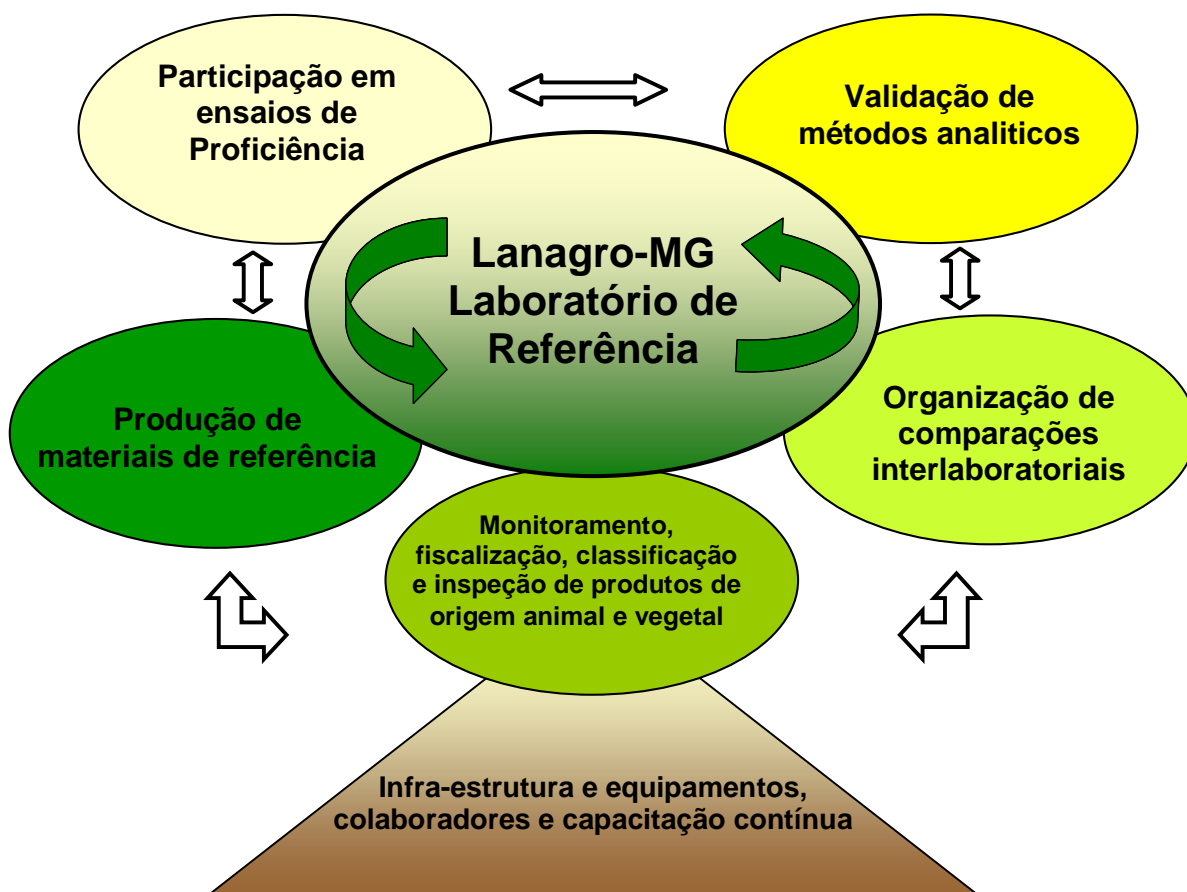 Participação em
ensaios de
Proficiência
Validação de
métodos analiticos
Lanagro-MG
Laboratório de
Referência
Produção de
materiais de referência
Organização de
comparações
interlaboratoriais
Monitoramento,
fiscalização, classificação
e inspeção de produtos de
origem animal e vegetal
Infra-estrutura e equipamentos,
colaboradores e capacitação contínua